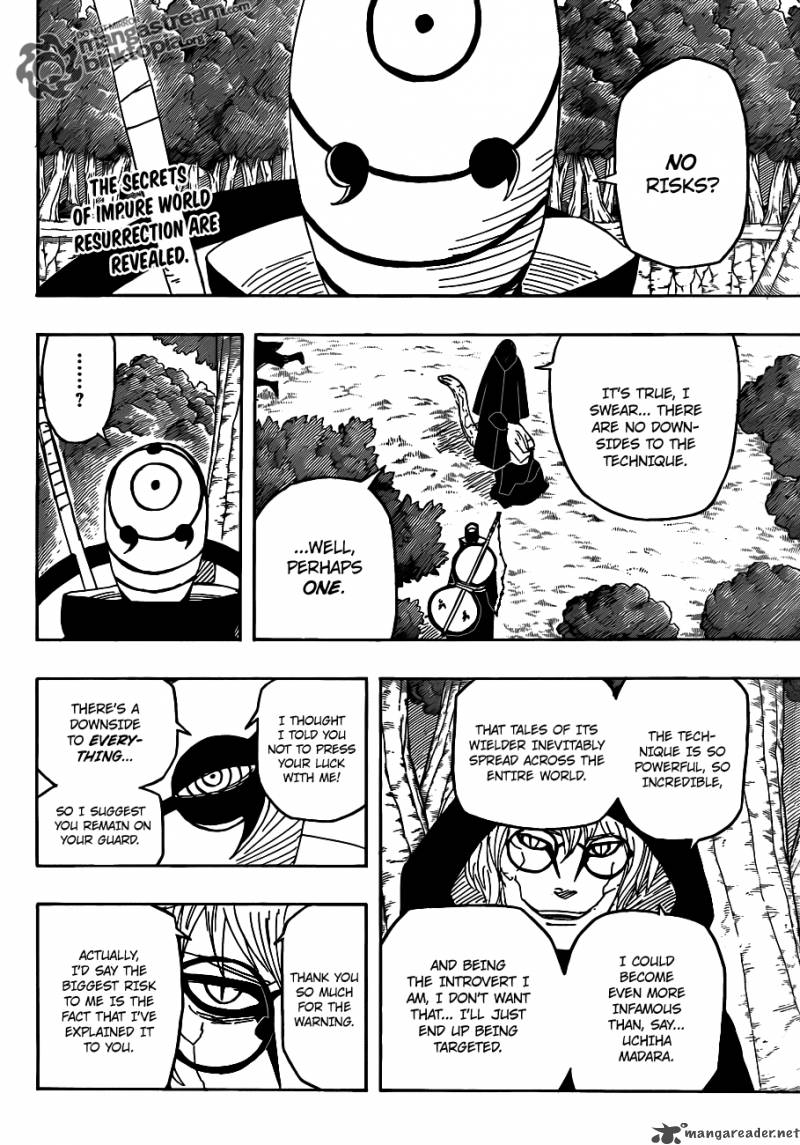 DO NOT MIRROR!
mangastream.com
binktopia.org
NO
RISKS?
THE SECRETS
OF IMPURE WORLD
RESURRECTION ARE
REVEALED.
IT'S TRUE, I
SWEAR... THERE
ARE NO DOWN-
SIDES TO THE
TECHNIQUE.
...WELL,
PERHAPS
ONE.
......
?
THE TECH-
NIQUE IS SO
POWERFUL, SO
INCREDIBLE,
THAT TALES OF ITS
WIELDER INEVITABLY
SPREAD ACROSS THE
ENTIRE WORLD.
I COULD
BECOME
EVEN MORE
INFAMOUS
THAN, SAY...
UCHIHA
MADARA.
AND BEING
THE INTROVERT I
AM, I DON'T WANT
THAT... I'LL JUST
END UP BEING
TARGETED.
I THOUGHT
I TOLD YOU
NOT TO PRESS
YOUR LUCK
WITH ME!
THERE'S A
DOWNSIDE
TO EVERY-
THING...
SO I SUGGEST
YOU REMAIN ON
YOUR GUARD.
THANK YOU
SO MUCH
FOR THE
WARNING.
ACTUALLY,
I'D SAY THE
BIGGEST RISK
TO ME IS THE
FACT THAT I'VE
EXPLAINED IT
TO YOU.
mangareader.net